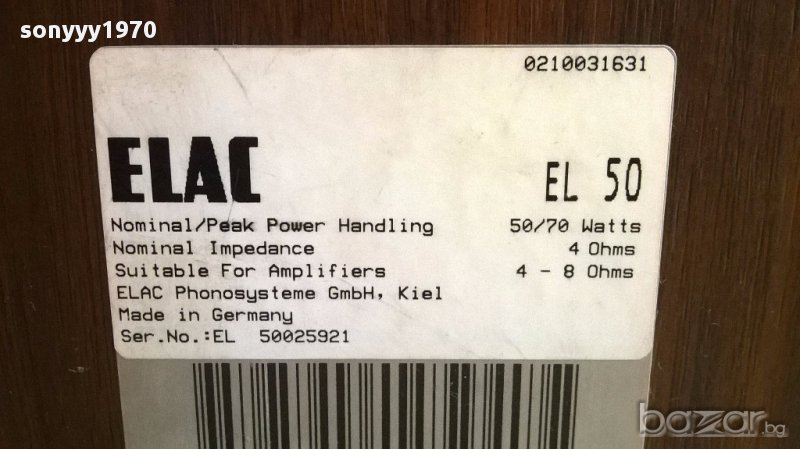 sonyyy1970
0210031631
ELAC EL 50
Nominal/Peak Power Handling 50/70 Watts
Nominal Impedance 4 Ohms
Suitable For Amplifiers 4 - 8 Ohms
ELAC Phonosysteme GmbH, Kiel
Made in Germany
Ser.No.:EL 50025921
bazar.bg